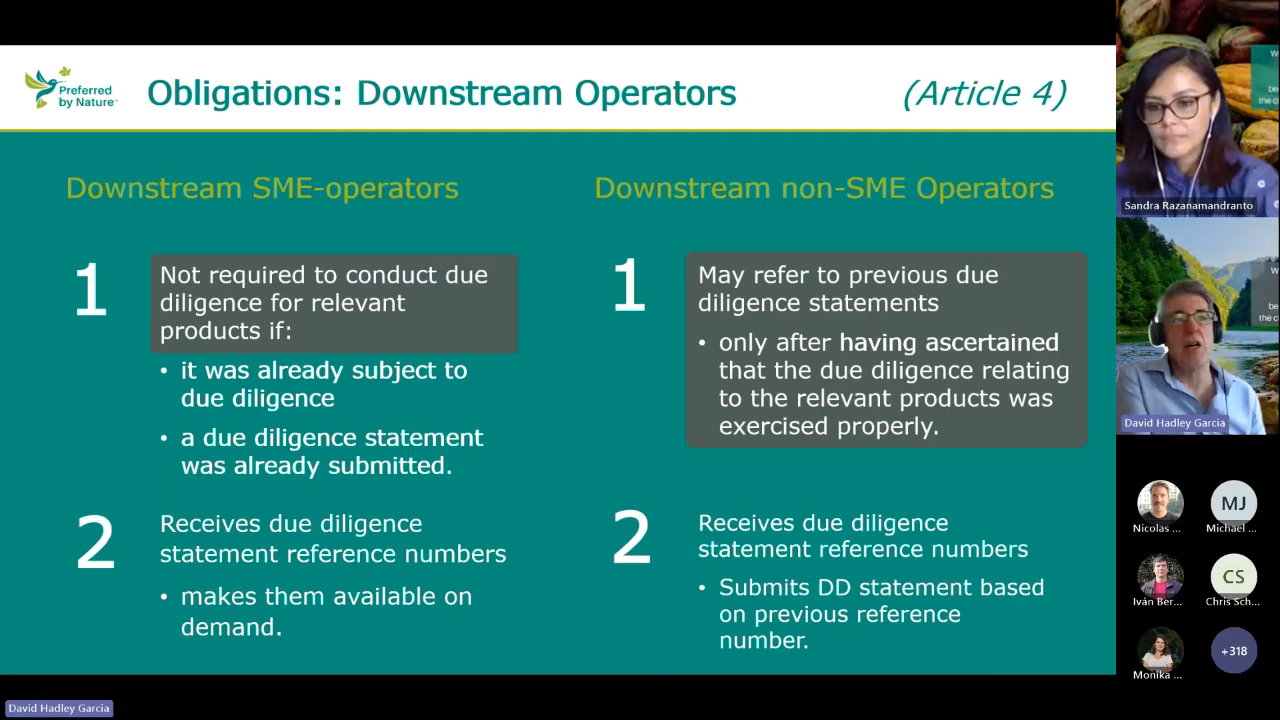 Preferred
by Nature™
Obligations: Downstream Operators
(Article 4)
Downstream SME-operators
1
Not required to conduct due
diligence for relevant
products if:
• it was already subject to
due diligence
• a due diligence statement
was already submitted.
2
Receives due diligence
statement reference numbers
• makes them available on
demand.
Downstream non-SME Operators
1
May refer to previous due
diligence statements
• only after having ascertained
that the due diligence relating
to the relevant products was
exercised properly.
2
Receives due diligence
statement reference numbers
• Submits DD statement based
on previous reference
number.
Sandra Razanamandranto
David Hadley Garcia
Nicolas ...
MJ
Michael ...
Iván Ber...
CS
Chris Sch...
Monika ...
+318
David Hadley Garcia